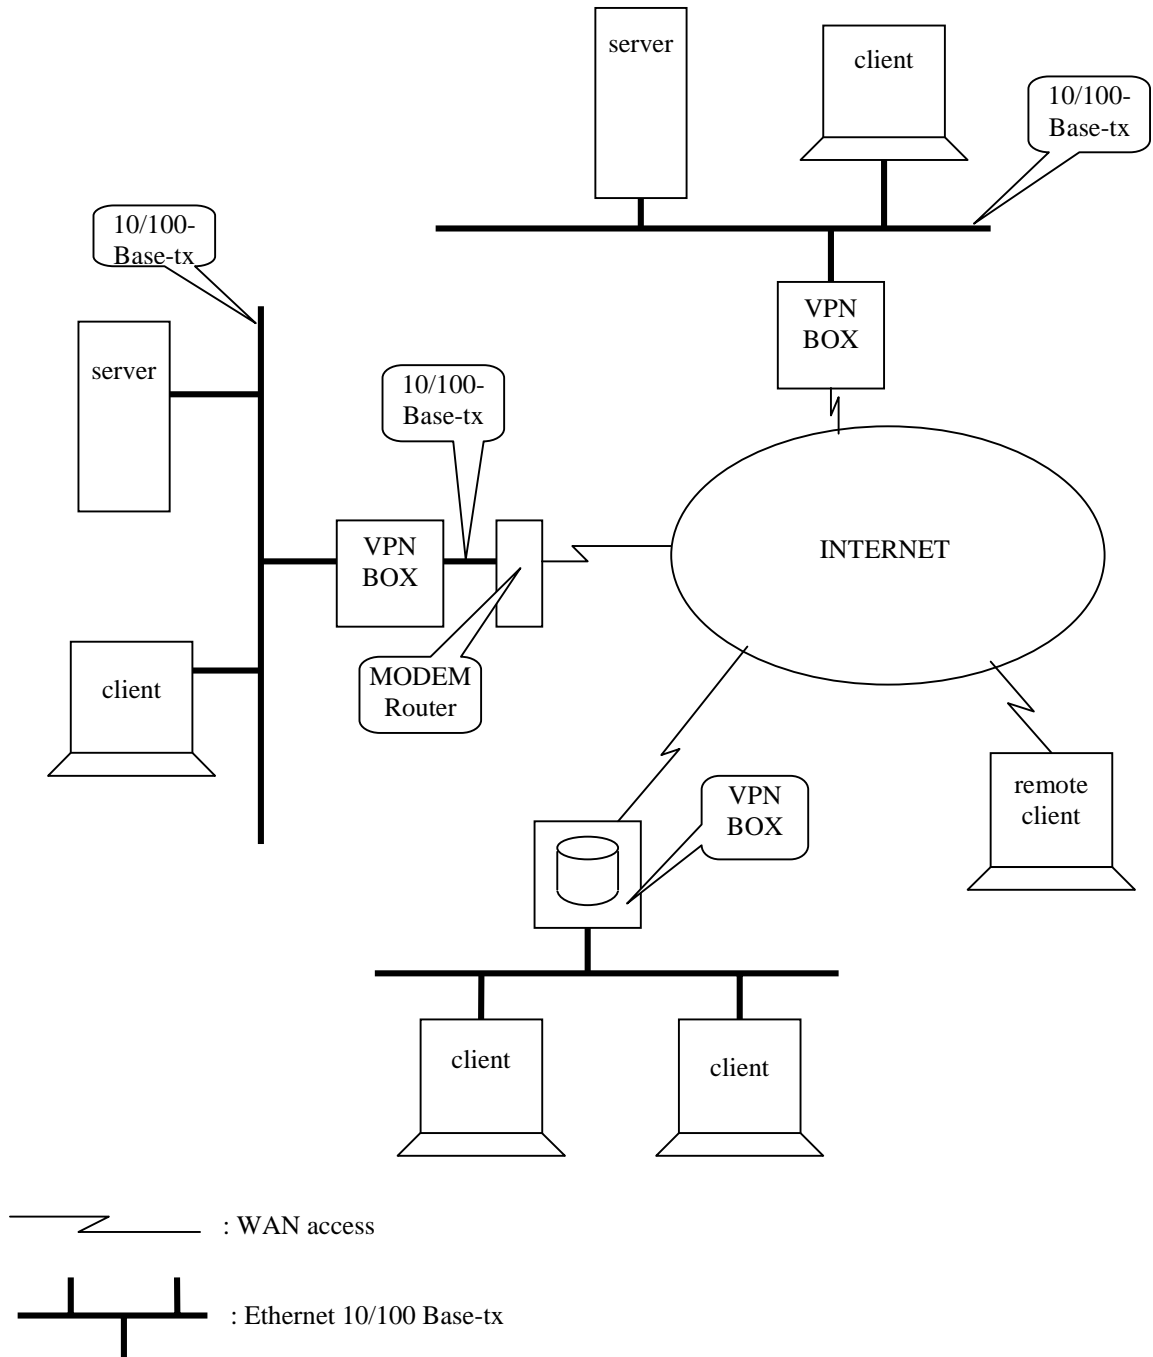 server
client
10/100-
Base-tx
10/100-
Base-tx
VPN
BOX
server
10/100-
Base-tx
VPN
BOX
INTERNET
MODEM
Router
client
VPN
BOX
remote
client
client
client
: WAN access
: Ethernet 10/100 Base-tx